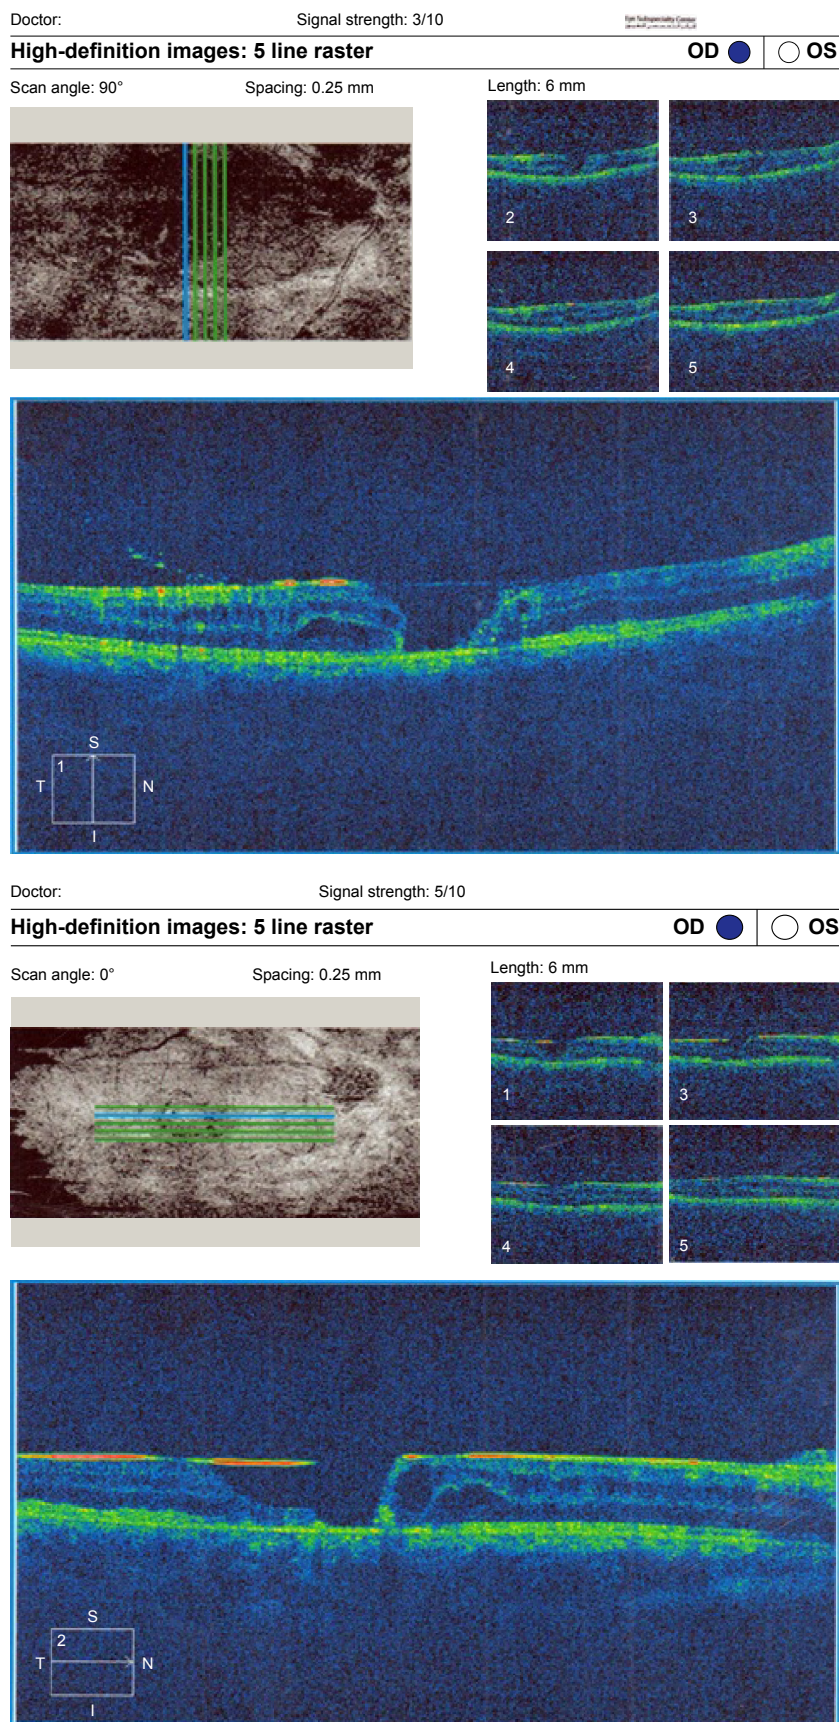 Doctor: Signal strength: 3/10
High-definition images: 5 line raster OD OS
Scan angle: 90° Spacing: 0.25 mm Length: 6 mm
2 3
4 5
S
1
T N
I
Doctor: Signal strength: 5/10
High-definition images: 5 line raster OD OS
Scan angle: 0° Spacing: 0.25 mm Length: 6 mm
1 3
4 5
S
2
T N
I